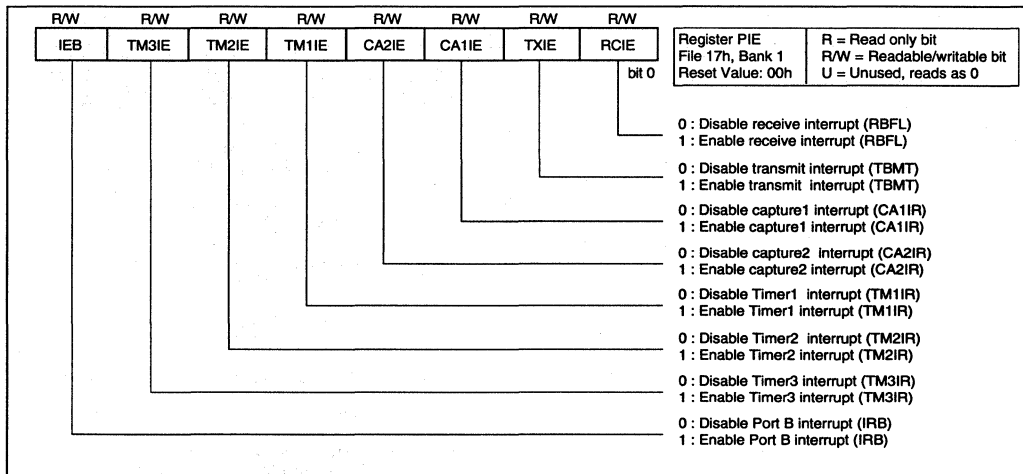 R/W R/W R/W R/W R/W R/W R/W R/W
IEB TM3IE TM2IE TM1IE CA2IE CA1IE TXIE RCIE
bit 0
Register PIE
File 17h, Bank 1
Reset Value: 00h
R = Read only bit
R/W = Readable/writable bit
U = Unused, reads as 0
0 : Disable receive interrupt (RBFL)
1 : Enable receive interrupt (RBFL)
0 : Disable transmit interrupt (TBMT)
1 : Enable transmit interrupt (TBMT)
0 : Disable capture1 interrupt (CA1IR)
1 : Enable capture1 interrupt (CA1IR)
0 : Disable capture2 interrupt (CA2IR)
1 : Enable capture2 interrupt (CA2IR)
0 : Disable Timer1 interrupt (TM1IR)
1 : Enable Timer1 interrupt (TM1IR)
0 : Disable Timer2 interrupt (TM2IR)
1 : Enable Timer2 interrupt (TM2IR)
0 : Disable Timer3 interrupt (TM3IR)
1 : Enable Timer3 interrupt (TM3IR)
0 : Disable Port B interrupt (IRB)
1 : Enable Port B interrupt (IRB)